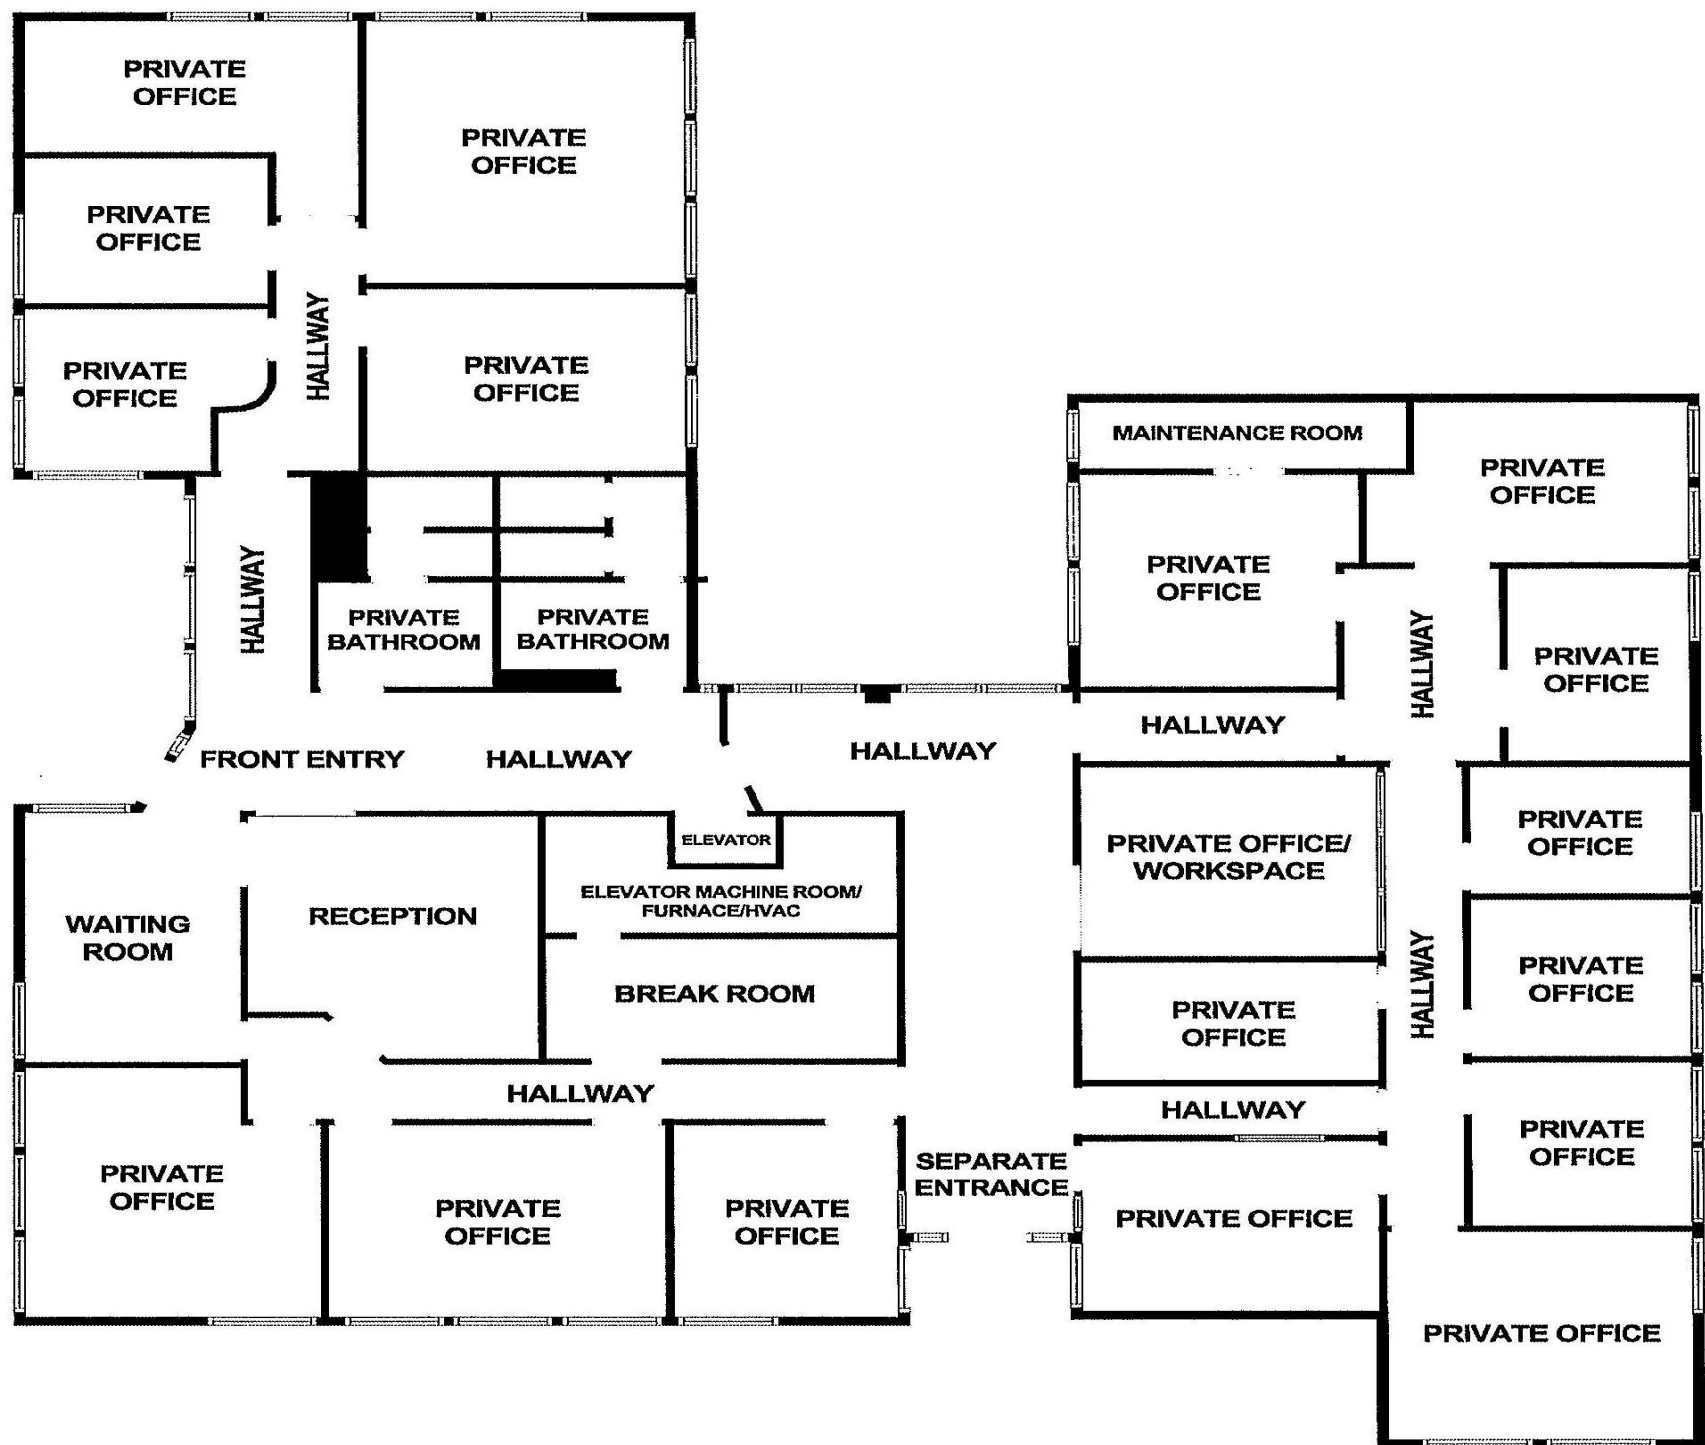 PRIVATE
OFFICE
PRIVATE
OFFICE
PRIVATE
OFFICE
PRIVATE
OFFICE
PRIVATE
OFFICE
HALLWAY
HALLWAY
PRIVATE
BATHROOM
PRIVATE
BATHROOM
FRONT ENTRY
HALLWAY
HALLWAY
HALLWAY
MAINTENANCE ROOM
PRIVATE
OFFICE
PRIVATE
OFFICE
HALLWAY
PRIVATE
OFFICE
WAITING
ROOM
RECEPTION
ELEVATOR
ELEVATOR MACHINE ROOM/
FURNACE/HVAC
BREAK ROOM
HALLWAY
PRIVATE
OFFICE
PRIVATE
OFFICE
PRIVATE
OFFICE
SEPARATE
ENTRANCE
PRIVATE OFFICE/
WORKSPACE
PRIVATE
OFFICE
HALLWAY
PRIVATE OFFICE
HALLWAY
PRIVATE
OFFICE
PRIVATE
OFFICE
PRIVATE
OFFICE
PRIVATE OFFICE